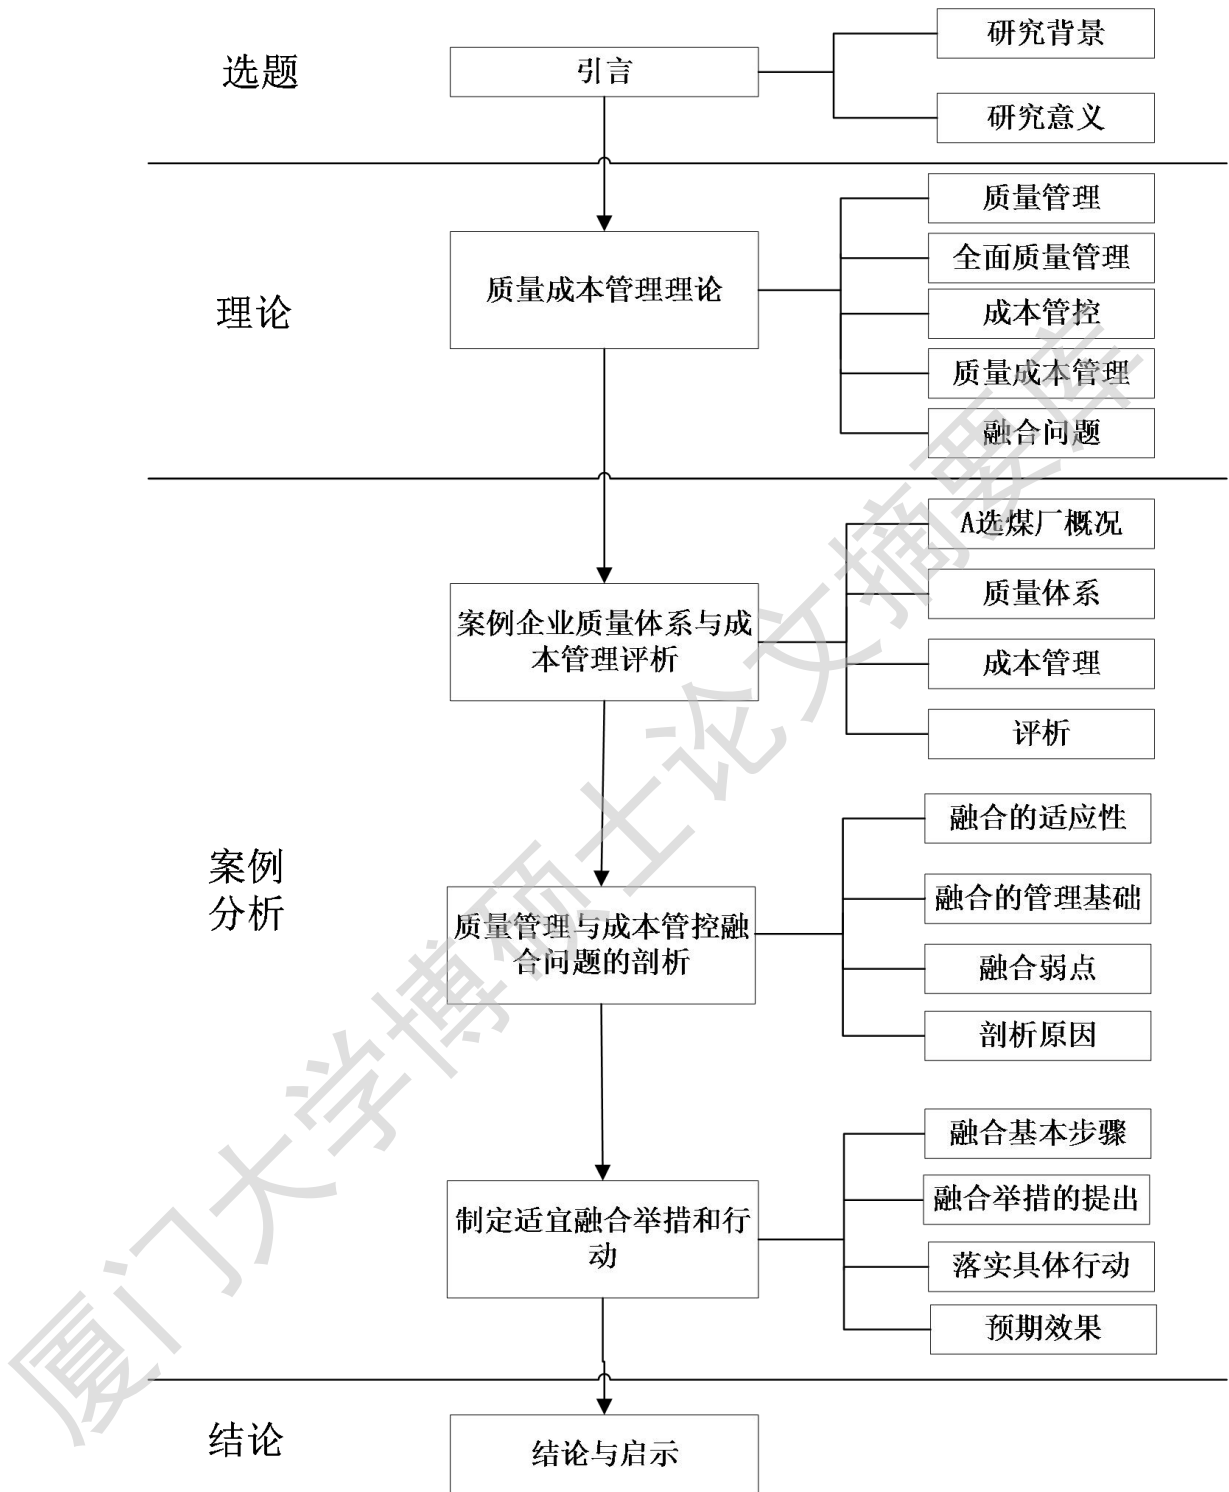 选题
引言
研究背景
研究意义
理论
质量成本管理理论
质量管理
全面质量管理
成本管控
质量成本管理
融合问题
案例
分析
案例企业质量体系与成
本管理评析
A选煤厂概况
质量体系
成本管理
评析
质量管理与成本管控融
合问题的剖析
融合的适应性
融合的管理基础
融合弱点
剖析原因
制定适宜融合举措和行
动
融合基本步骤
融合举措的提出
落实具体行动
预期效果
结论
结论与启示
厦门大学博硕士论文摘要库